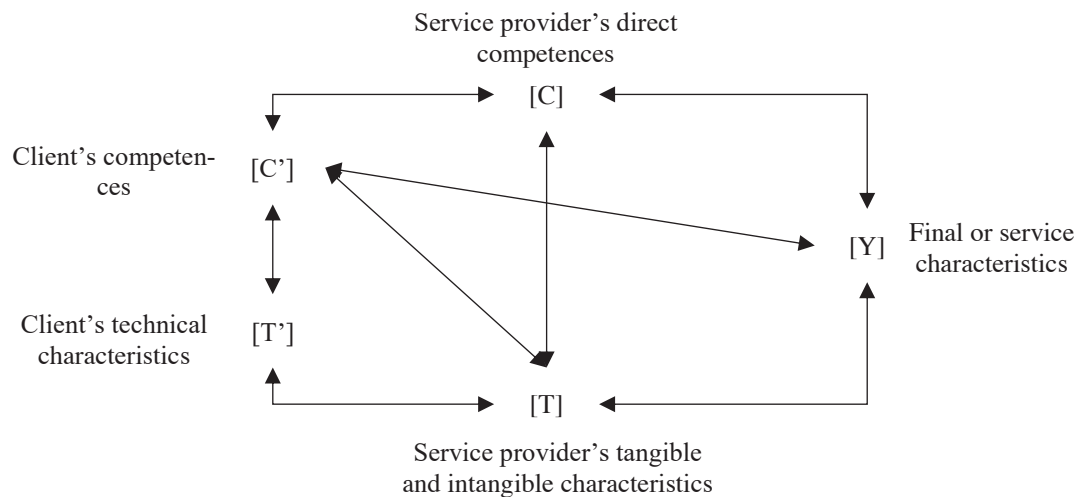 Service provider’s direct
competences
[C]
Client’s competen-
ces
[C’]
[Y]
Final or service
characteristics
Client’s technical
characteristics
[T’]
[T]
Service provider’s tangible
and intangible characteristics